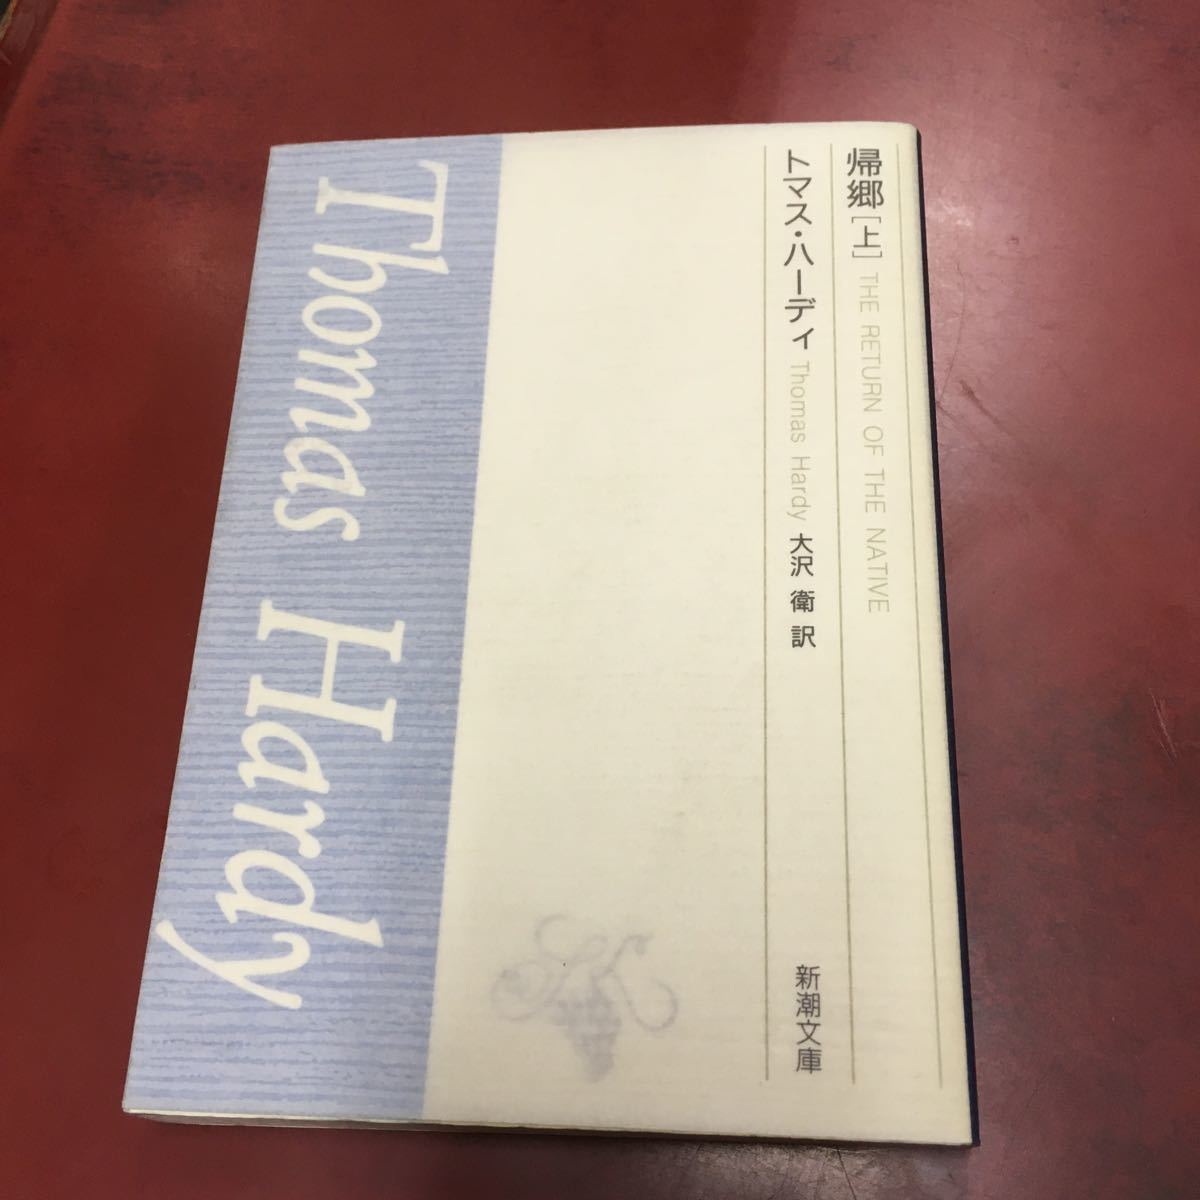 帰郷[上] THE RETURN OF THE NATIVE
トマス・ハーディ Thomas Hardy 大沢 衛 訳
新潮文庫
Thomas Hardy